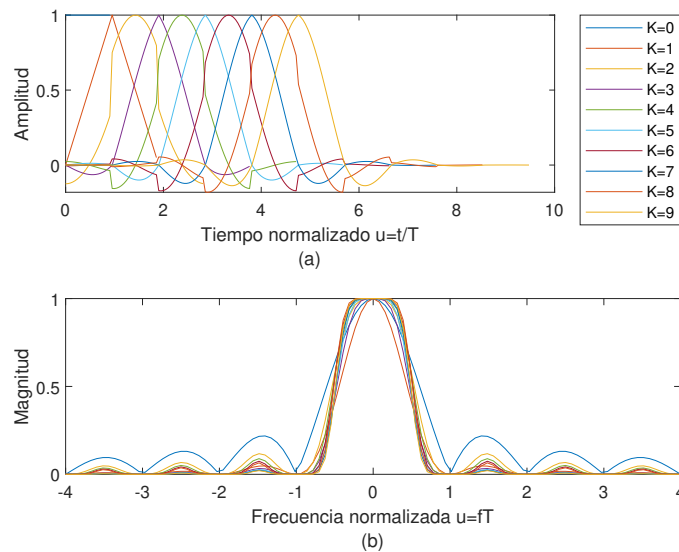 1
0.5
0
Amplitud
0 2 4 6 8 10
Tiempo normalizado u=t/T
(a)
K=0
K=1
K=2
K=3
K=4
K=5
K=6
K=7
K=8
K=9
1
0.5
0
Magnitud
-4 -3 -2 -1 0 1 2 3 4
Frecuencia normalizada u=fT
(b)